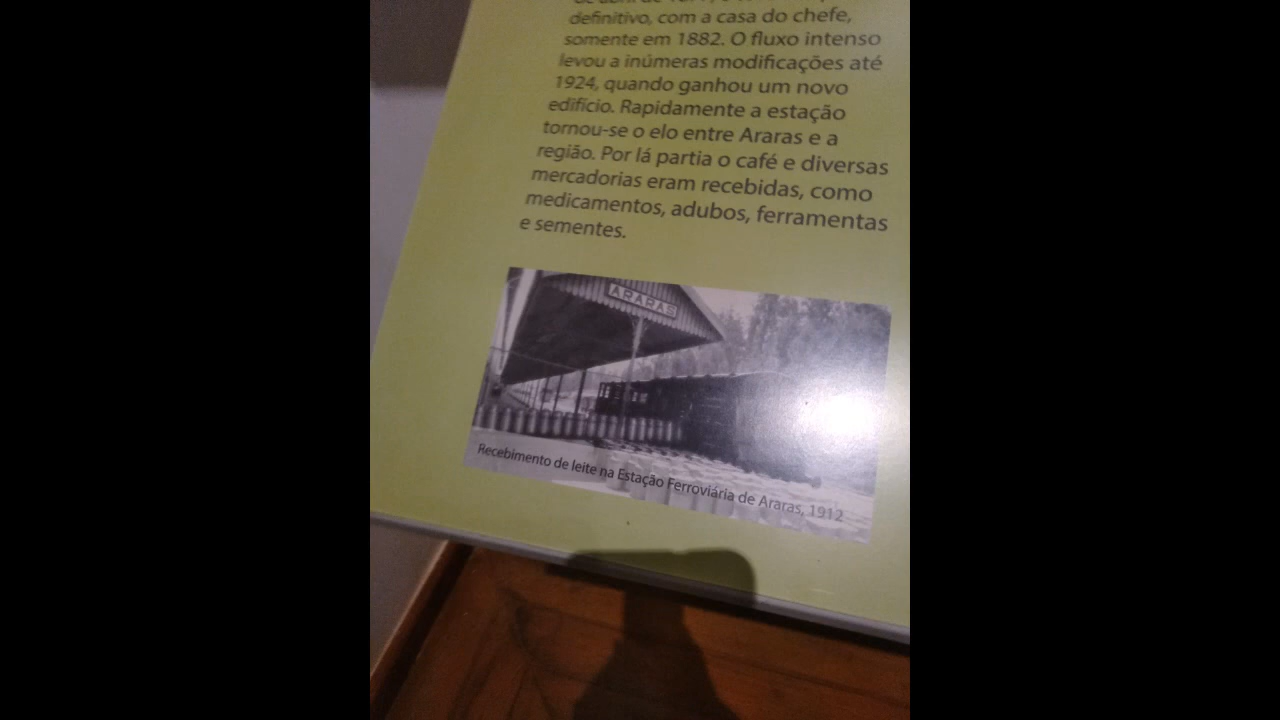 definitivo, com a casa do chefe,
somente em 1882. O fluxo intenso
levou a inúmeras modificações até
1924, quando ganhou um novo
edifício. Rapidamente a estação
tornou-se o elo entre Araras e a
região. Por lá partia o café e diversas
mercadorias eram recebidas, como
medicamentos, adubos, ferramentas
e sementes.
ARARAS
Recebimento de leite na Estação Ferroviária de Araras, 1912